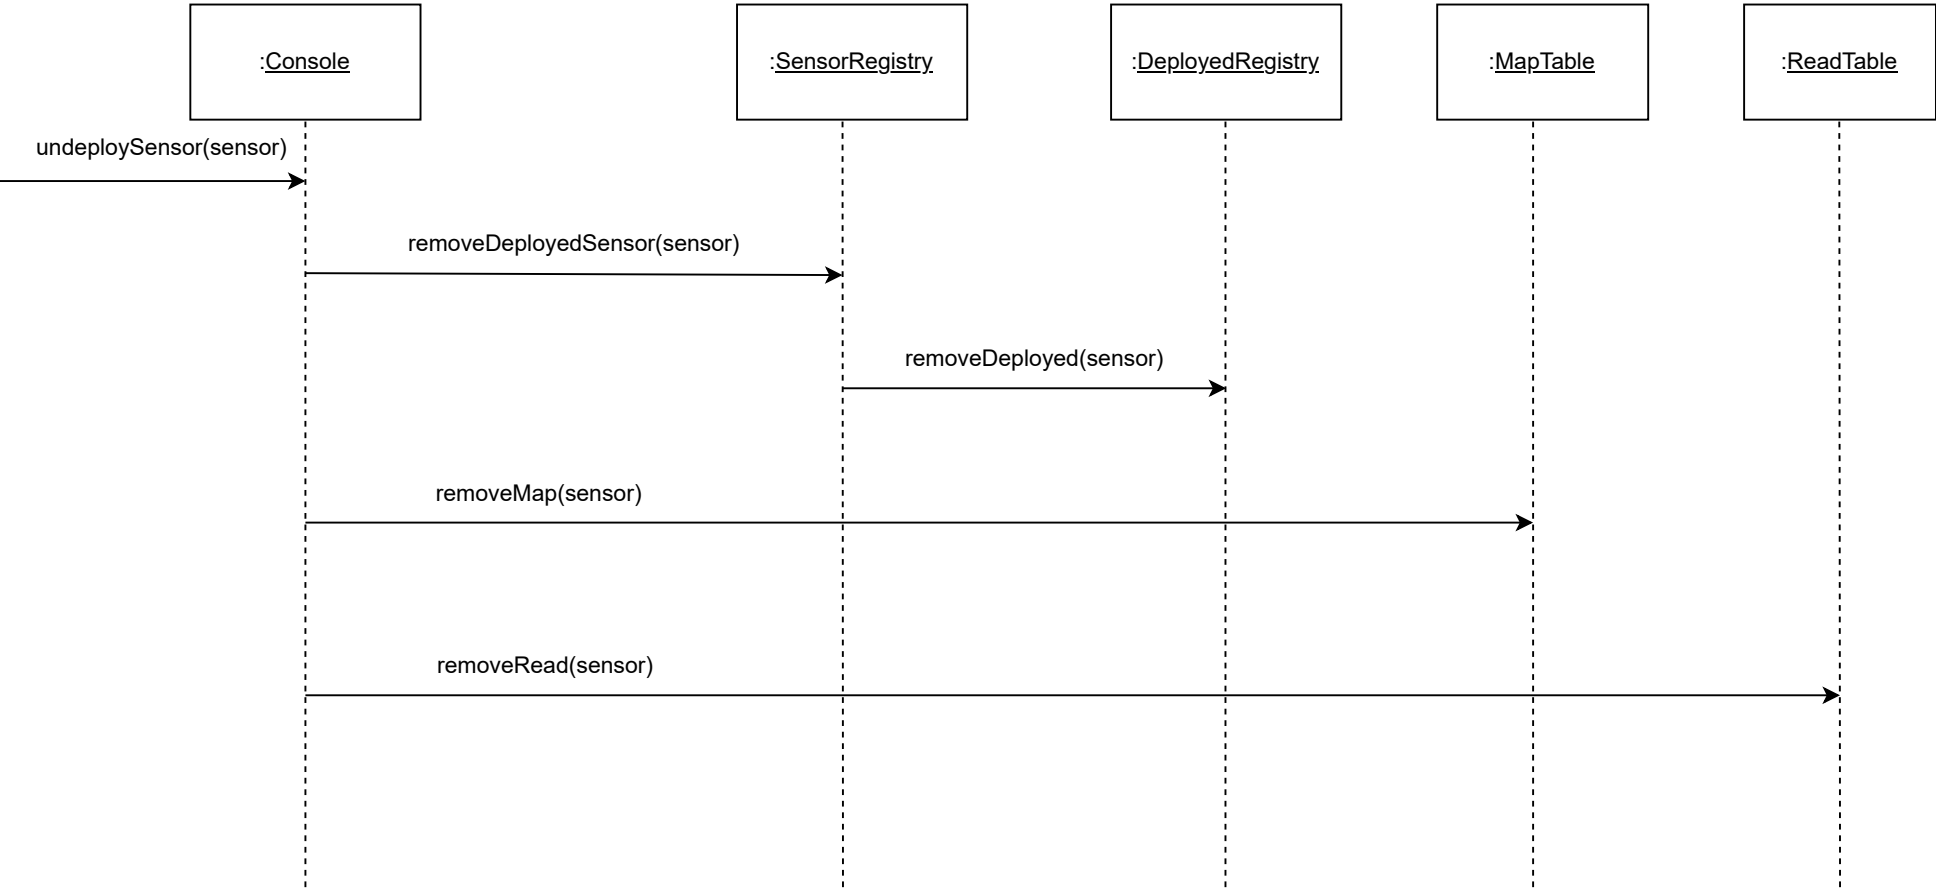 :Console
:SensorRegistry
:DeployedRegistry
:MapTable
:ReadTable
undeploySensor(sensor)
removeDeployedSensor(sensor)
removeDeployed(sensor)
removeMap(sensor)
removeRead(sensor)